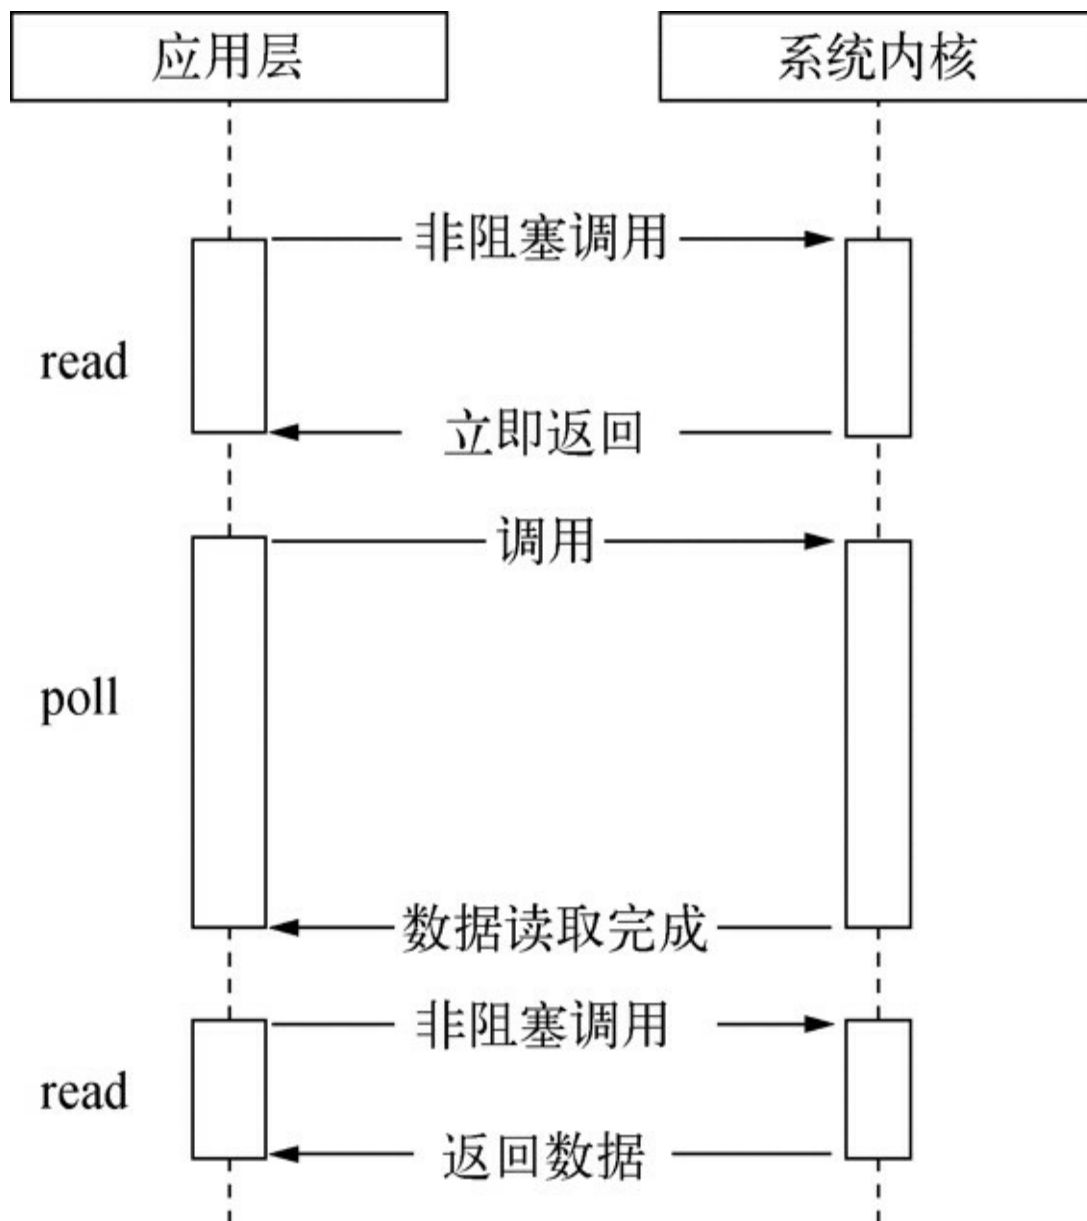 应用层
系统内核
非阻塞调用
read
立即返回
调用
poll
数据读取完成
非阻塞调用
read
返回数据